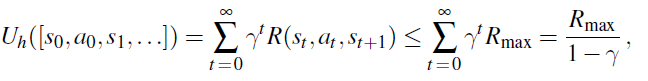 U_h([s_0, a_0, s_1, ...]) = ∑_{t=0}^{∞} γ^t R(s_t, a_t, s_{t+1}) ≤ ∑_{t=0}^{∞} γ^t R_max = R_max / (1 − γ) ,